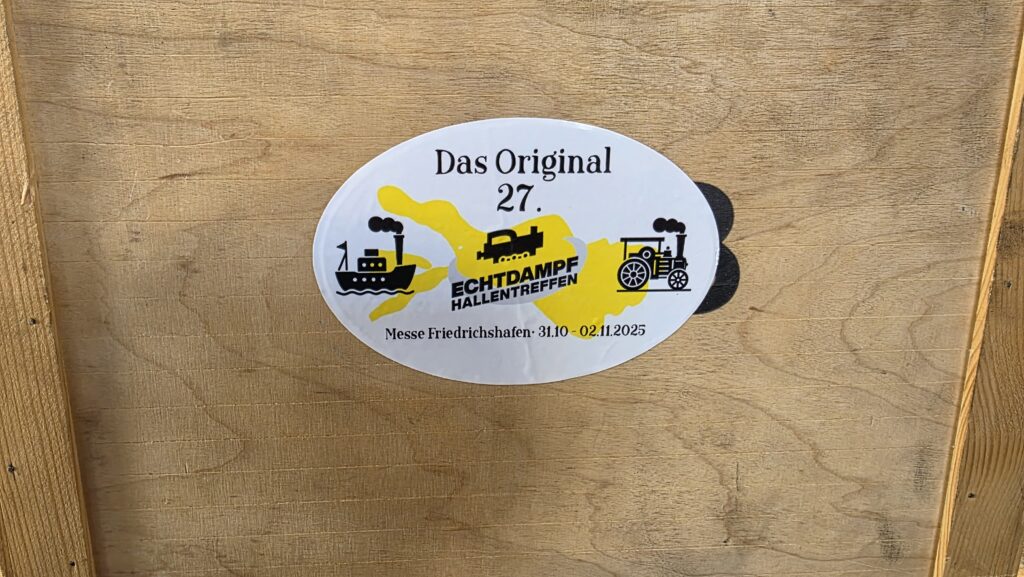 Das Original
27.
ECHTDAMPF
HALLENTREFFEN
Messe Friedrichshafen· 31.10 - 02.11.2025